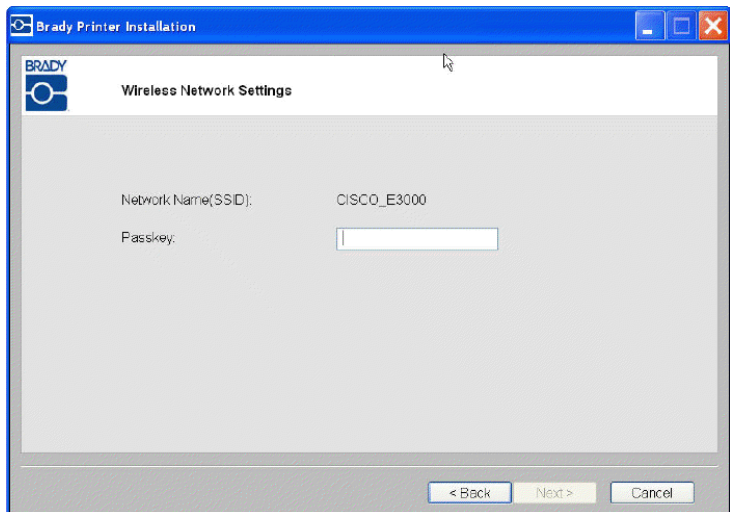 Brady Printer Installation
BRADY
Wireless Network Settings
Network Name(SSID): CISCO_E3000
Passkey:
< Back Next > Cancel